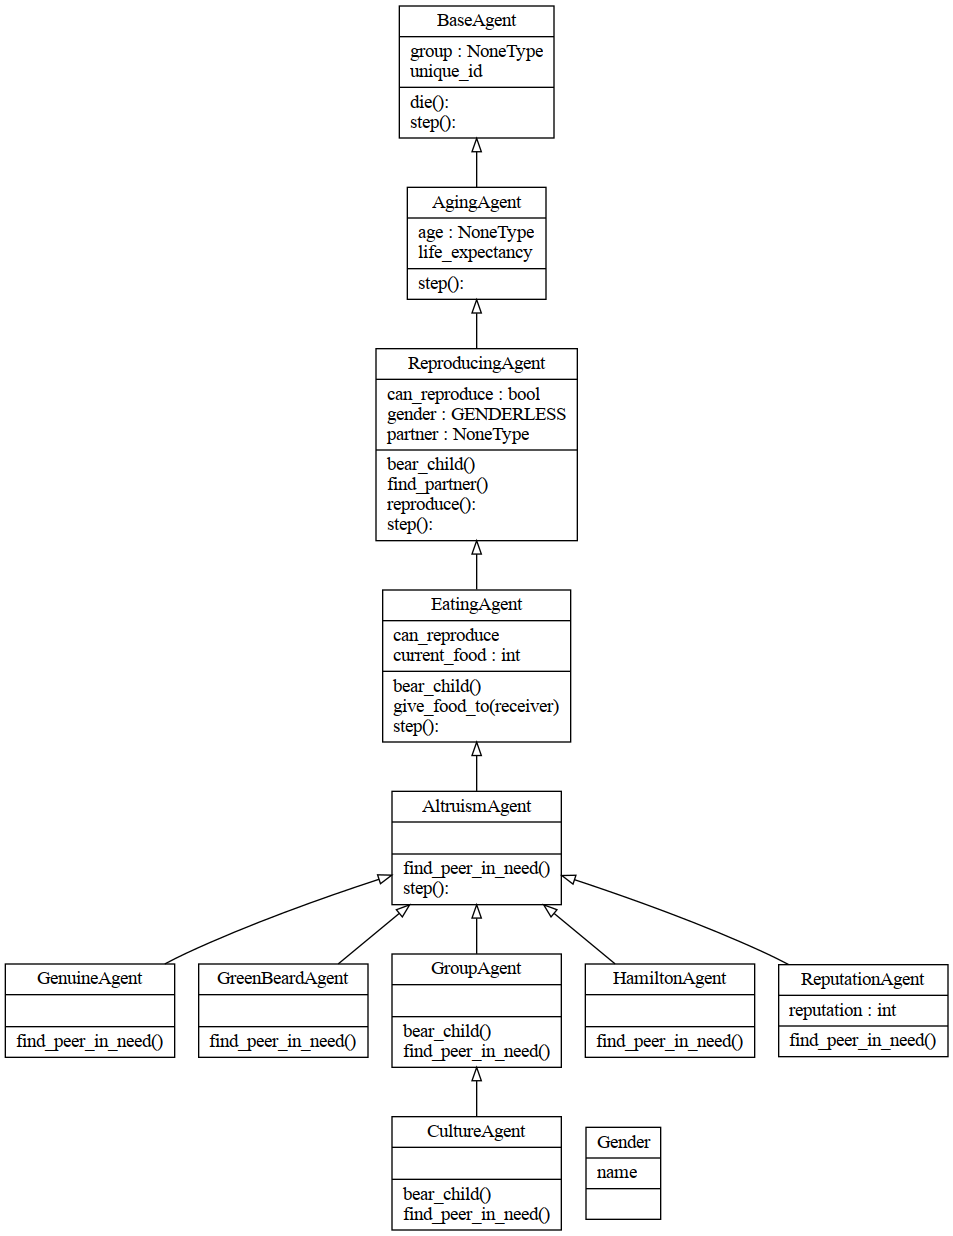 BaseAgent
group : NoneType
unique_id
die():
step():
AgingAgent
age : NoneType
life_expectancy
step():
ReproducingAgent
can_reproduce : bool
gender : GENDERLESS
partner : NoneType
bear_child()
find_partner()
reproduce():
step():
EatingAgent
can_reproduce
current_food : int
bear_child()
give_food_to(receiver)
step():
AltruismAgent
find_peer_in_need()
step():
GenuineAgent
find_peer_in_need()
GreenBeardAgent
find_peer_in_need()
GroupAgent
bear_child()
find_peer_in_need()
HamiltonAgent
find_peer_in_need()
ReputationAgent
reputation : int
find_peer_in_need()
CultureAgent
bear_child()
find_peer_in_need()
Gender
name